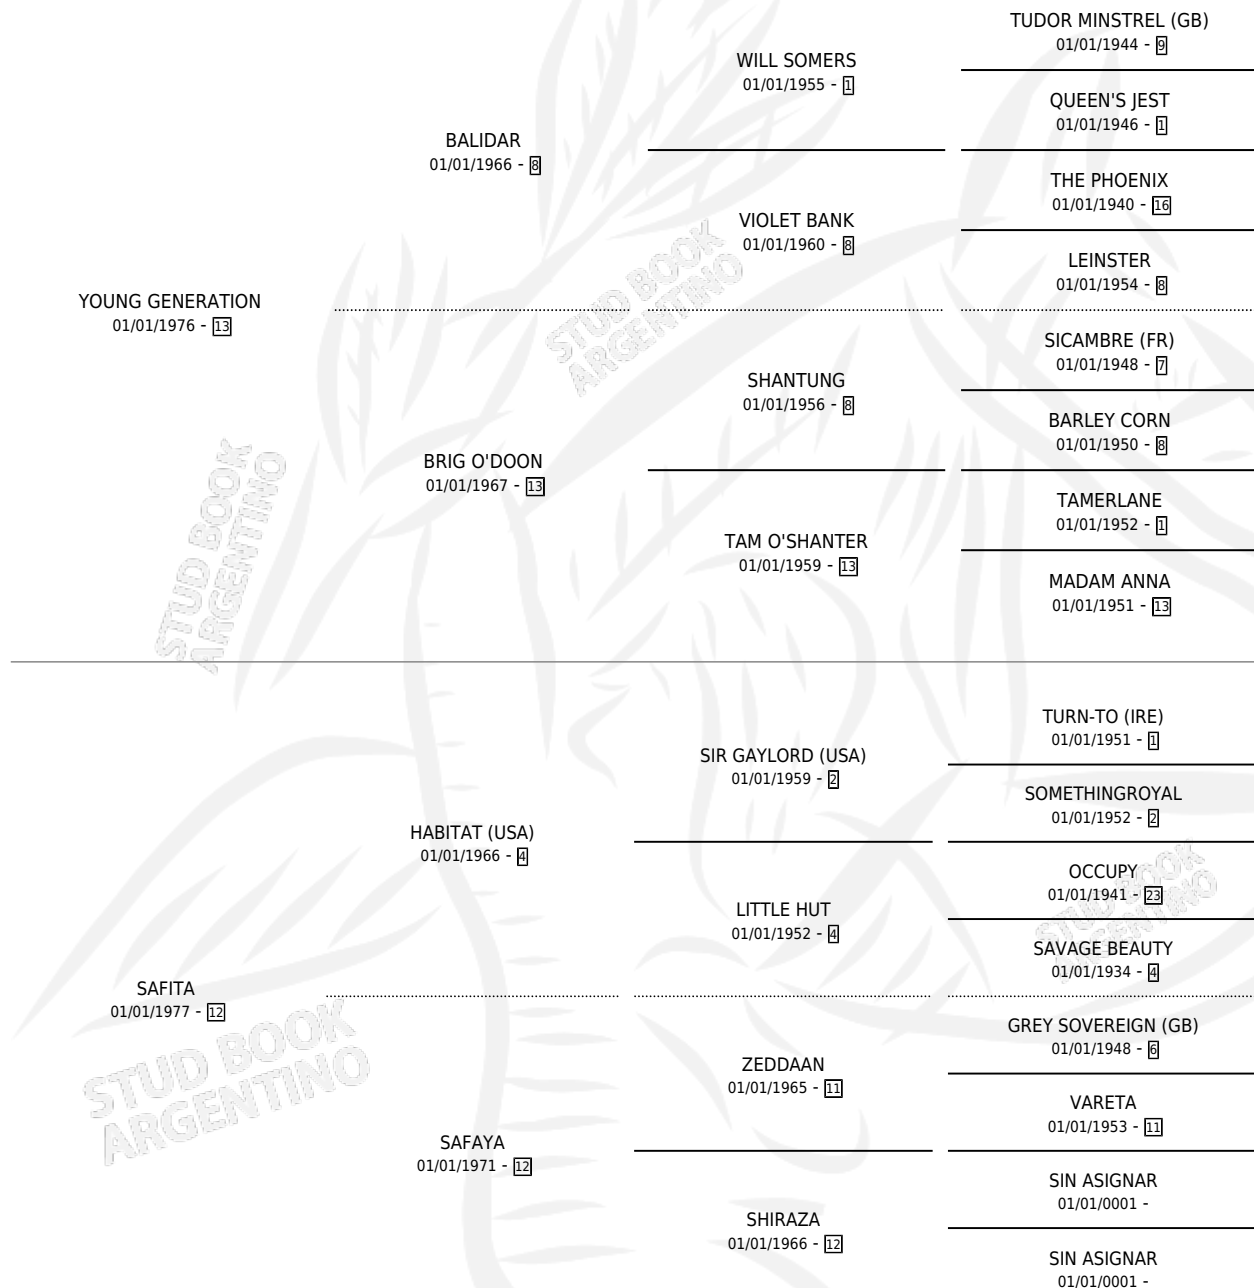 TUDOR MINSTREL (GB)
01/01/1944 - 9
WILL SOMERS
01/01/1955 - 1
QUEEN'S JEST
01/01/1946 - 1
BALIDAR
01/01/1966 - 8
THE PHOENIX
01/01/1940 - 16
VIOLET BANK
01/01/1960 - 8
LEINSTER
01/01/1954 - 8
YOUNG GENERATION
01/01/1976 - 13
SICAMBRE (FR)
01/01/1948 - 7
SHANTUNG
01/01/1956 - 8
BARLEY CORN
01/01/1950 - 8
BRIG O'DOON
01/01/1967 - 13
TAMERLANE
01/01/1952 - 1
TAM O'SHANTER
01/01/1959 - 13
MADAM ANNA
01/01/1951 - 13
STUD BOOK
ARGENTINO
STUD BOOK
ARGENTINO
TURN-TO (IRE)
01/01/1951 - 1
SIR GAYLORD (USA)
01/01/1959 - 2
SOMETHINGROYAL
01/01/1952 - 2
HABITAT (USA)
01/01/1966 - 4
OCCUPY
01/01/1941 - 23
LITTLE HUT
01/01/1952 - 4
SAVAGE BEAUTY
01/01/1934 - 4
STUD BOOK
ARGENTINO
SAFITA
01/01/1977 - 12
GREY SOVEREIGN (GB)
01/01/1948 - 6
ZEDDAAN
01/01/1965 - 11
VARETA
01/01/1953 - 11
SAFAYA
01/01/1971 - 12
SIN ASIGNAR
01/01/0001 -
SHIRAZA
01/01/1966 - 12
SIN ASIGNAR
01/01/0001 -
STUD BOOK
ARGENTINO